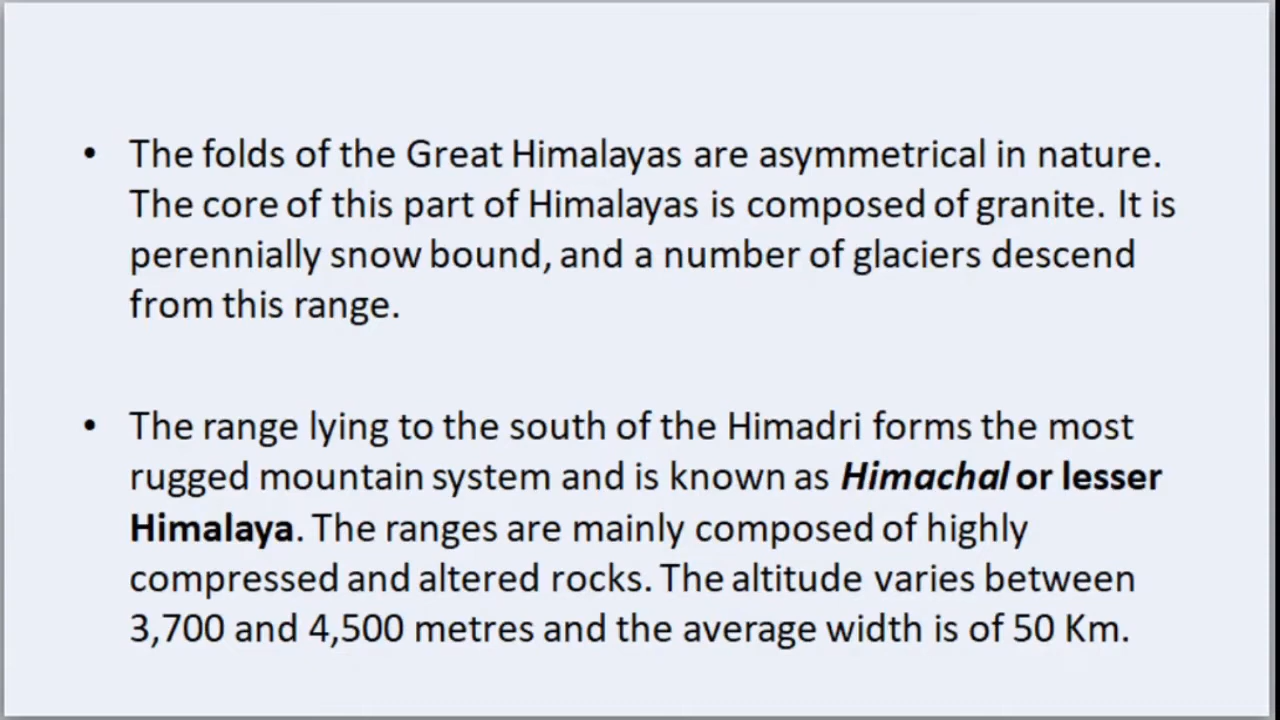 • The folds of the Great Himalayas are asymmetrical in nature.
The core of this part of Himalayas is composed of granite. It is
perennially snow bound, and a number of glaciers descend
from this range.
• The range lying to the south of the Himadri forms the most
rugged mountain system and is known as Himachal or lesser
Himalaya. The ranges are mainly composed of highly
compressed and altered rocks. The altitude varies between
3,700 and 4,500 metres and the average width is of 50 Km.